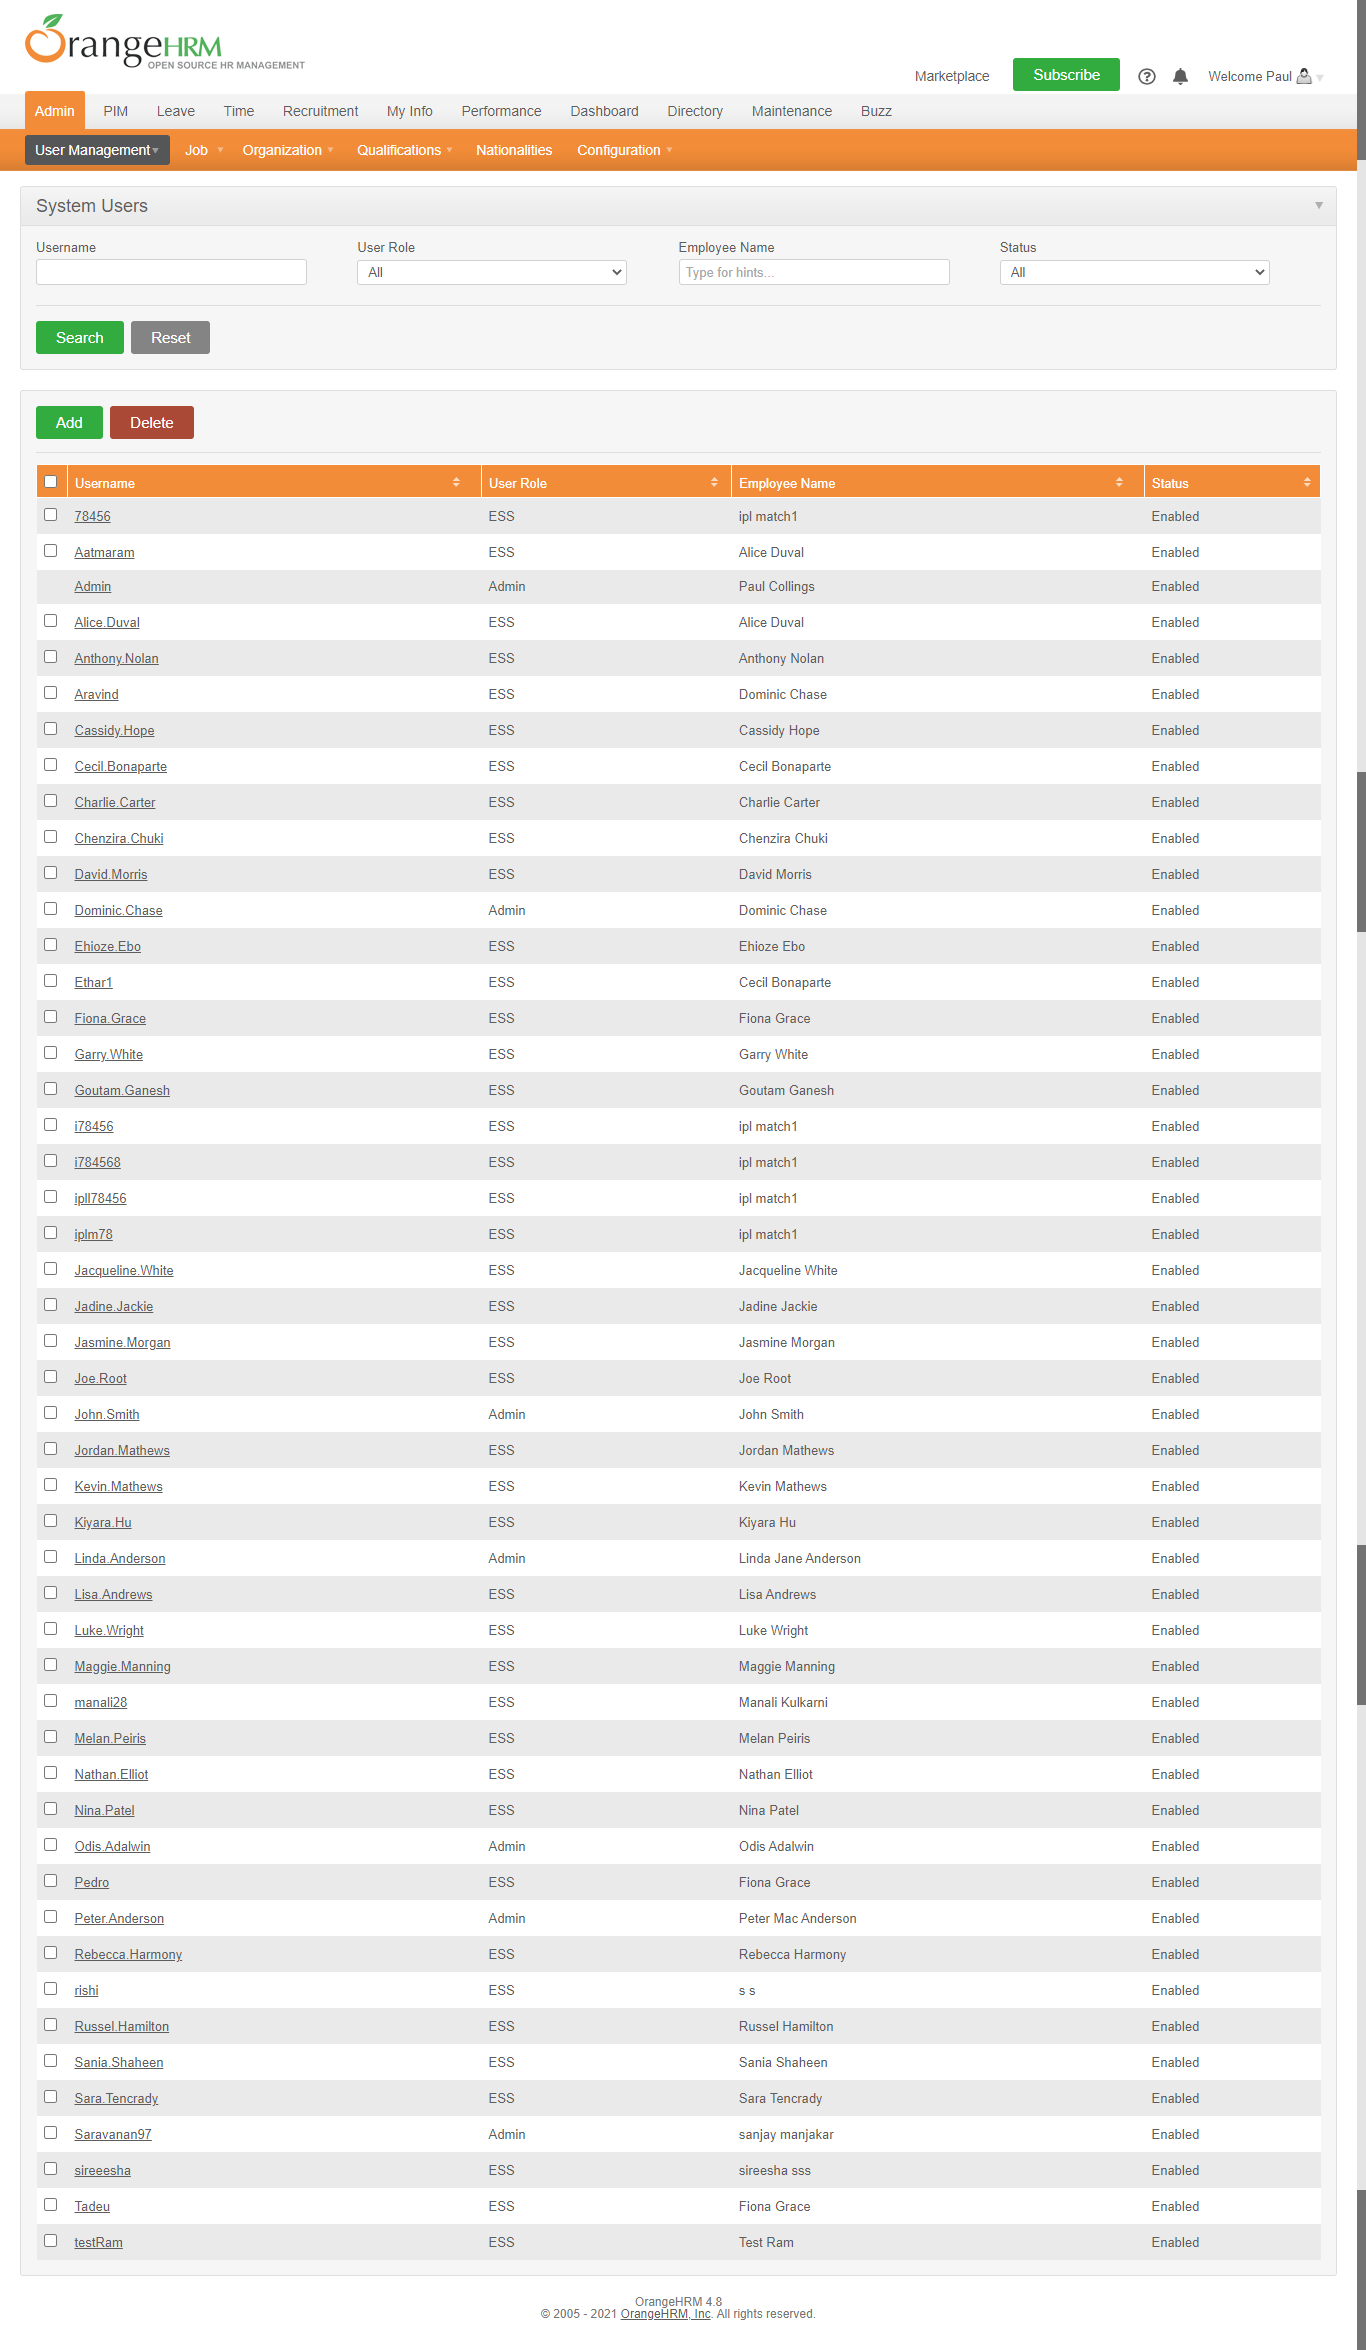 OrangeHRM
OPEN SOURCE HR MANAGEMENT
Marketplace Subscribe Welcome Paul
Admin PIM Leave Time Recruitment My Info Performance Dashboard Directory Maintenance Buzz
User Management Job Organization Qualifications Nationalities Configuration
System Users
Username User Role Employee Name Status
All Type for hints... All
Search Reset
Add Delete
Username User Role Employee Name Status
78456 ESS ipl match1 Enabled
Aatmaram ESS Alice Duval Enabled
Admin Admin Paul Collings Enabled
Alice.Duval ESS Alice Duval Enabled
Anthony.Nolan ESS Anthony Nolan Enabled
Aravind ESS Dominic Chase Enabled
Cassidy.Hope ESS Cassidy Hope Enabled
Cecil.Bonaparte ESS Cecil Bonaparte Enabled
Charlie.Carter ESS Charlie Carter Enabled
Chenzira.Chuki ESS Chenzira Chuki Enabled
David.Morris ESS David Morris Enabled
Dominic.Chase Admin Dominic Chase Enabled
Ehioze.Ebo ESS Ehioze Ebo Enabled
Ethar1 ESS Cecil Bonaparte Enabled
Fiona.Grace ESS Fiona Grace Enabled
Garry.White ESS Garry White Enabled
Goutam.Ganesh ESS Goutam Ganesh Enabled
i78456 ESS ipl match1 Enabled
i784568 ESS ipl match1 Enabled
ipll78456 ESS ipl match1 Enabled
iplm78 ESS ipl match1 Enabled
Jacqueline.White ESS Jacqueline White Enabled
Jadine.Jackie ESS Jadine Jackie Enabled
Jasmine.Morgan ESS Jasmine Morgan Enabled
Joe.Root ESS Joe Root Enabled
John.Smith Admin John Smith Enabled
Jordan.Mathews ESS Jordan Mathews Enabled
Kevin.Mathews ESS Kevin Mathews Enabled
Kiyara.Hu ESS Kiyara Hu Enabled
Linda.Anderson Admin Linda Jane Anderson Enabled
Lisa.Andrews ESS Lisa Andrews Enabled
Luke.Wright ESS Luke Wright Enabled
Maggie.Manning ESS Maggie Manning Enabled
manali28 ESS Manali Kulkarni Enabled
Melan.Peiris ESS Melan Peiris Enabled
Nathan.Elliot ESS Nathan Elliot Enabled
Nina.Patel ESS Nina Patel Enabled
Odis.Adalwin Admin Odis Adalwin Enabled
Pedro ESS Fiona Grace Enabled
Peter.Anderson Admin Peter Mac Anderson Enabled
Rebecca.Harmony ESS Rebecca Harmony Enabled
rishi ESS s s Enabled
Russel.Hamilton ESS Russel Hamilton Enabled
Sania.Shaheen ESS Sania Shaheen Enabled
Sara.Tencrady ESS Sara Tencrady Enabled
Saravanan97 Admin sanjay manjakar Enabled
sireeesha ESS sireesha sss Enabled
Tadeu ESS Fiona Grace Enabled
testRam ESS Test Ram Enabled
OrangeHRM 4.8
© 2005 - 2021 OrangeHRM, Inc. All rights reserved.